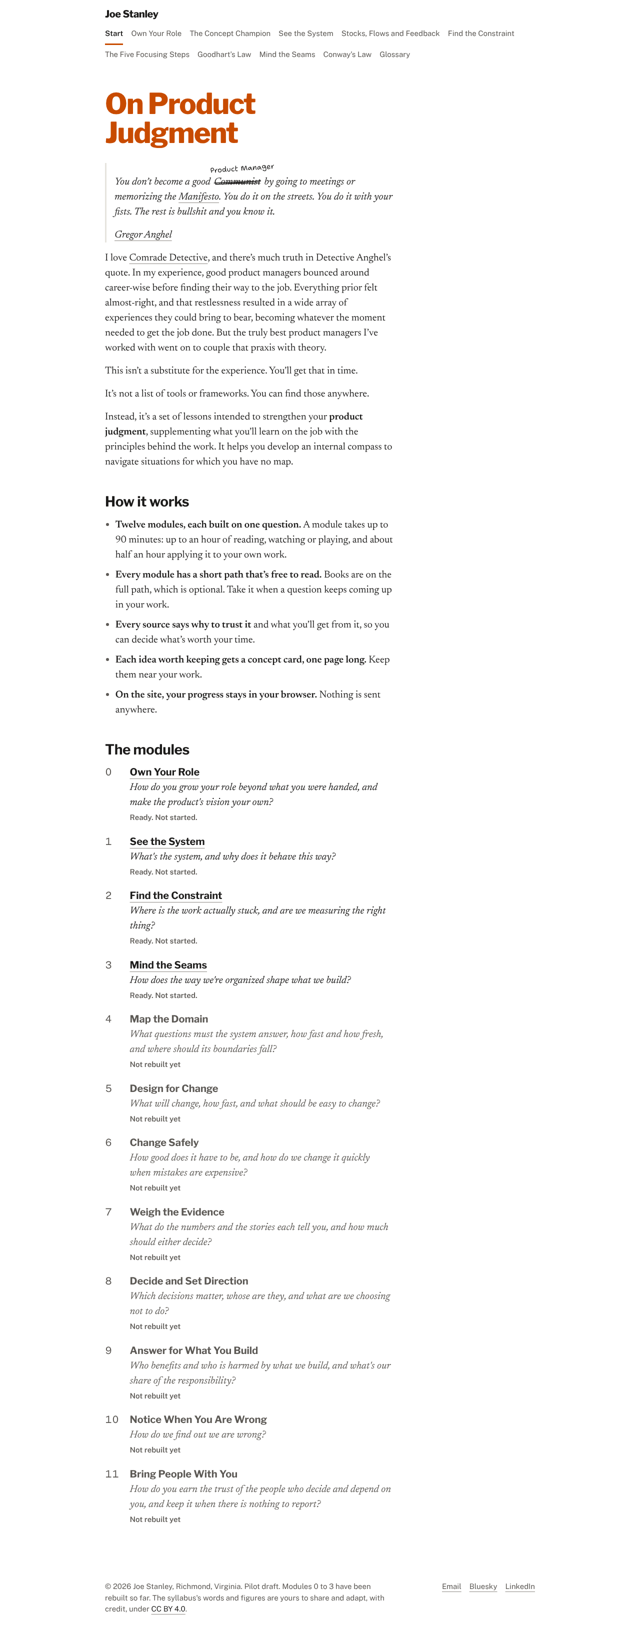 Joe Stanley
Start Own Your Role The Concept Champion See the System Stocks, Flows and Feedback Find the Constraint
The Five Focusing Steps Goodhart's Law Mind the Seams Conway's Law Glossary
On Product
Judgment
Product Manager
You don't become a good Communist by going to meetings or
memorizing the Manifesto. You do it on the streets. You do it with your
fists. The rest is bullshit and you know it.
Gregor Anghel
I love Comrade Detective, and there's much truth in Detective Anghel's
quote. In my experience, good product managers bounced around
career-wise before finding their way to the job. Everything prior felt
almost-right, and that restlessness resulted in a wide array of
experiences they could bring to bear, becoming whatever the moment
needed to get the job done. But the truly best product managers I've
worked with went on to couple that praxis with theory.
This isn't a substitute for the experience. You'll get that in time.
It's not a list of tools or frameworks. You can find those anywhere.
Instead, it's a set of lessons intended to strengthen your product
judgment, supplementing what you'll learn on the job with the
principles behind the work. It helps you develop an internal compass to
navigate situations for which you have no map.
How it works
Twelve modules, each built on one question. A module takes up to
90 minutes: up to an hour of reading, watching or playing, and about
half an hour applying it to your own work.
Every module has a short path that's free to read. Books are on the
full path, which is optional. Take it when a question keeps coming up
in your work.
Every source says why to trust it and what you'll get from it, so you
can decide what's worth your time.
Each idea worth keeping gets a concept card, one page long. Keep
them near your work.
On the site, your progress stays in your browser. Nothing is sent
anywhere.
The modules
0 Own Your Role
How do you grow your role beyond what you were handed, and
make the product's vision your own?
Ready. Not started.
1 See the System
What's the system, and why does it behave this way?
Ready. Not started.
2 Find the Constraint
Where is the work actually stuck, and are we measuring the right
thing?
Ready. Not started.
3 Mind the Seams
How does the way we're organized shape what we build?
Ready. Not started.
4 Map the Domain
What questions must the system answer, how fast and how fresh,
and where should its boundaries fall?
Not rebuilt yet
5 Design for Change
What will change, how fast, and what should be easy to change?
Not rebuilt yet
6 Change Safely
How good does it have to be, and how do we change it quickly
when mistakes are expensive?
Not rebuilt yet
7 Weigh the Evidence
What do the numbers and the stories each tell you, and how much
should either decide?
Not rebuilt yet
8 Decide and Set Direction
Which decisions matter, whose are they, and what are we choosing
not to do?
Not rebuilt yet
9 Answer for What You Build
Who benefits and who is harmed by what we build, and what's our
share of the responsibility?
Not rebuilt yet
10 Notice When You Are Wrong
How do we find out we are wrong?
Not rebuilt yet
11 Bring People With You
How do you earn the trust of the people who decide and depend on
you, and keep it when there is nothing to report?
Not rebuilt yet
© 2026 Joe Stanley, Richmond, Virginia. Pilot draft. Modules 0 to 3 have been
rebuilt so far. The syllabus's words and figures are yours to share and adapt, with
credit, under CC BY 4.0.
Email Bluesky LinkedIn